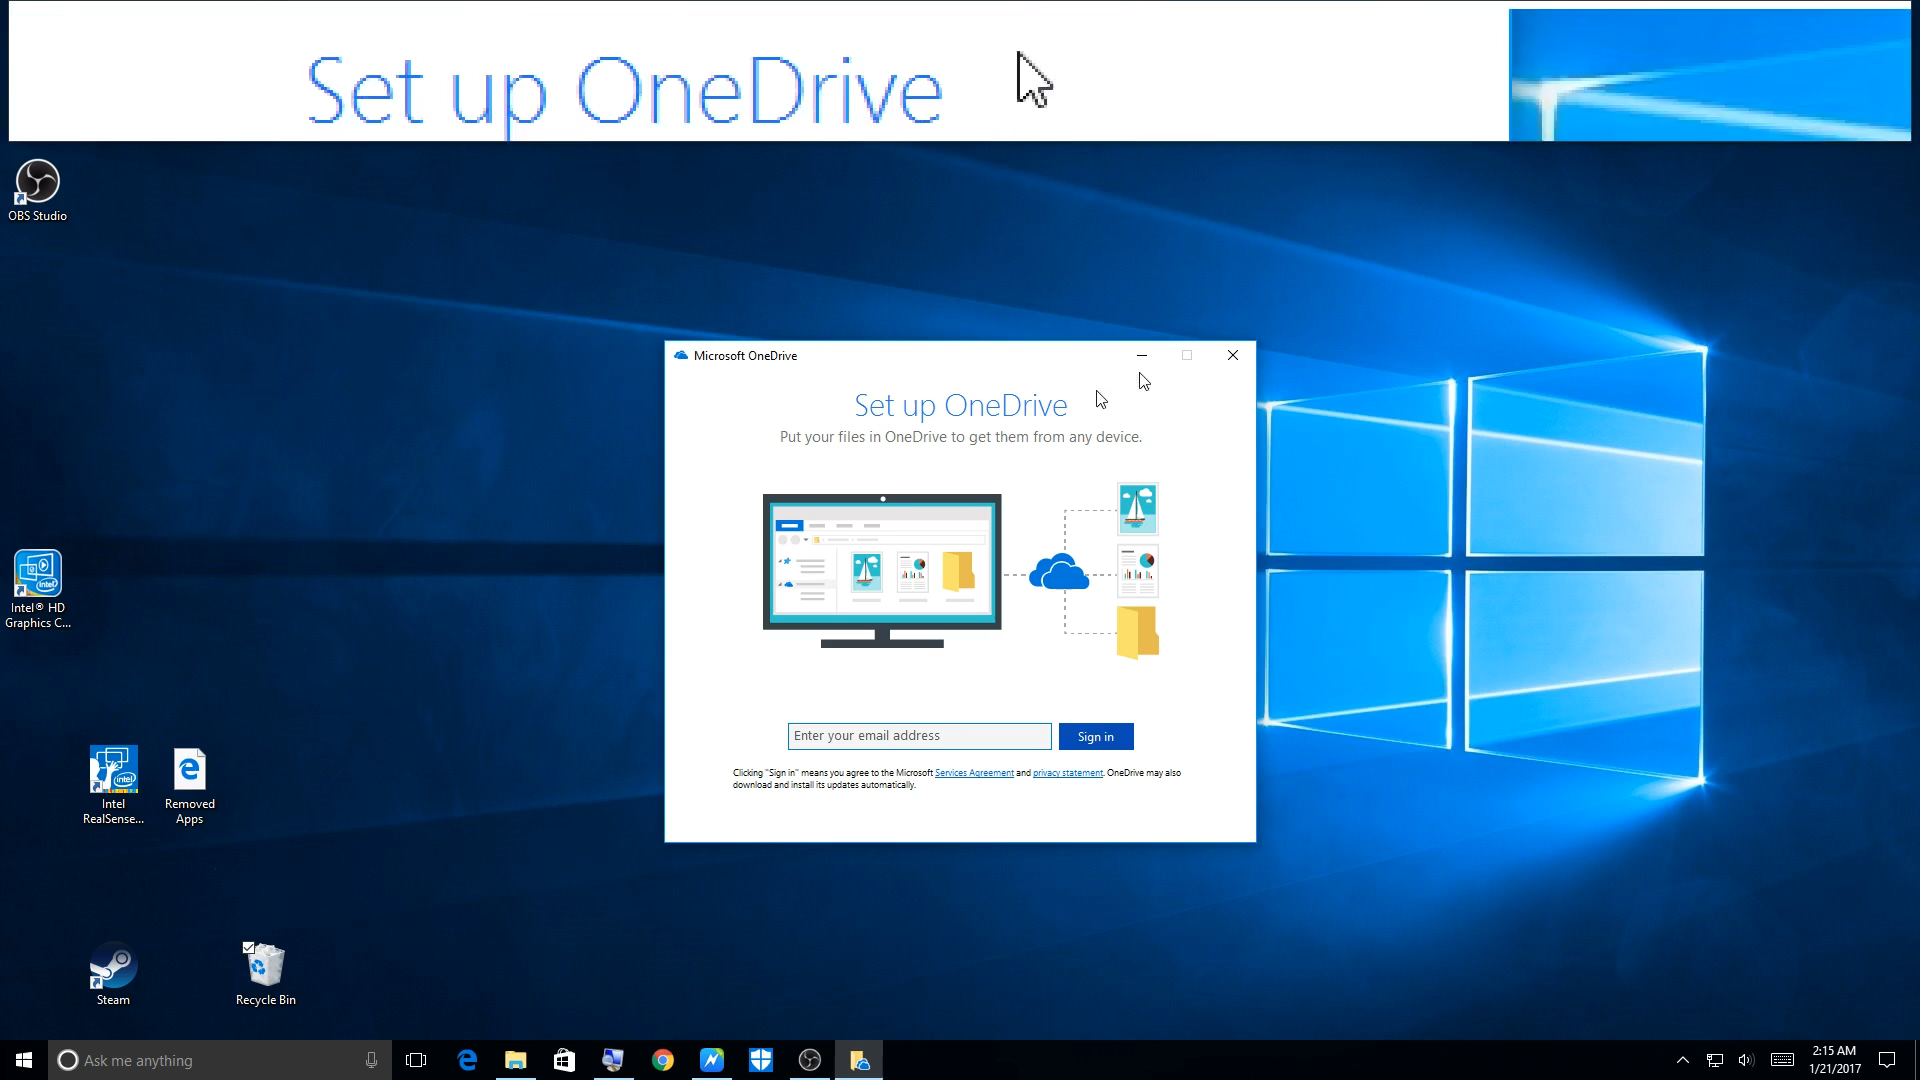 Set up OneDrive
OBS Studio
Microsoft OneDrive
Set up OneDrive
Put your files in OneDrive to get them from any device.
Enter your email address
Sign in
Clicking "Sign in" means you agree to the Microsoft Services Agreement and privacy statement. OneDrive may also
download and install its updates automatically.
Intel® HD
Graphics C...
intel
Intel
RealSense...
intel
Removed
Apps
Steam
Recycle Bin
Ask me anything
2:15 AM
1/21/2017